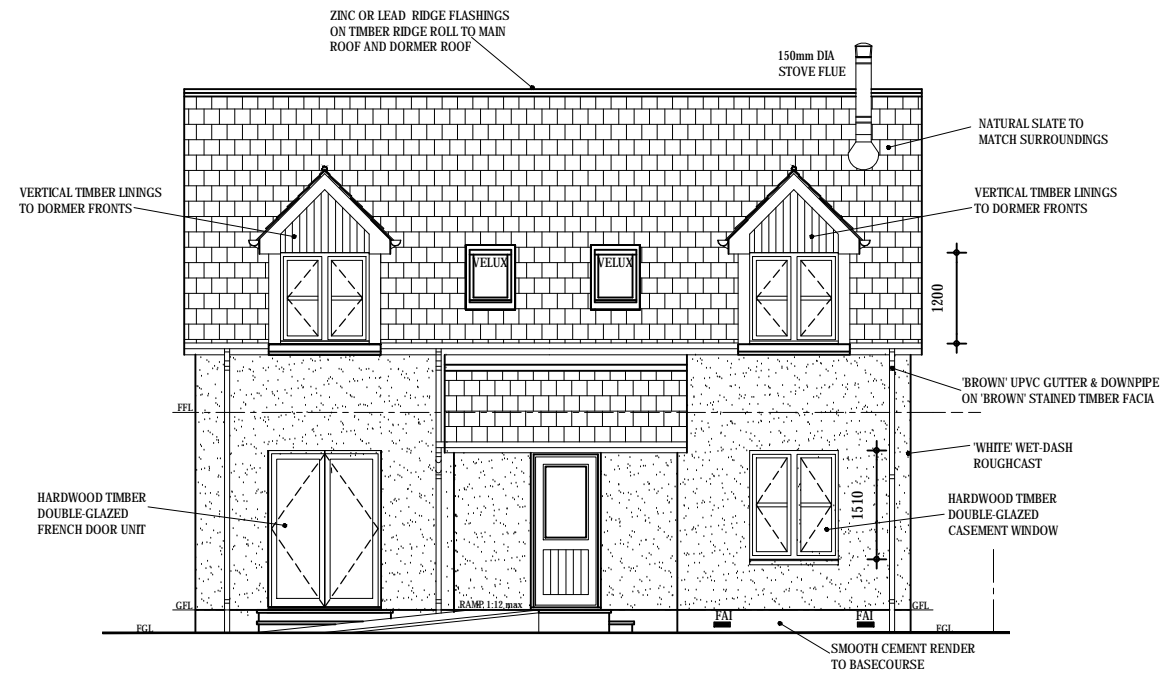 ZINC OR LEAD RIDGE FLASHINGS
ON TIMBER RIDGE ROLL TO MAIN
ROOF AND DORMER ROOF
150mm DIA
STOVE FLUE
NATURAL SLATE TO
MATCH SURROUNDINGS
VERTICAL TIMBER LININGS
TO DORMER FRONTS
VERTICAL TIMBER LININGS
TO DORMER FRONTS
VELUX
VELUX
1200
'BROWN' UPVC GUTTER & DOWNPIPE
ON 'BROWN' STAINED TIMBER FACIA
FFL
'WHITE' WET-DASH
ROUGHCAST
HARDWOOD TIMBER
DOUBLE-GLAZED
FRENCH DOOR UNIT
1510
HARDWOOD TIMBER
DOUBLE-GLAZED
CASEMENT WINDOW
GFL
RAMP 1:12 max
GFL
FAI
FAI
FGL
FGL
SMOOTH CEMENT RENDER
TO BASECOURSE